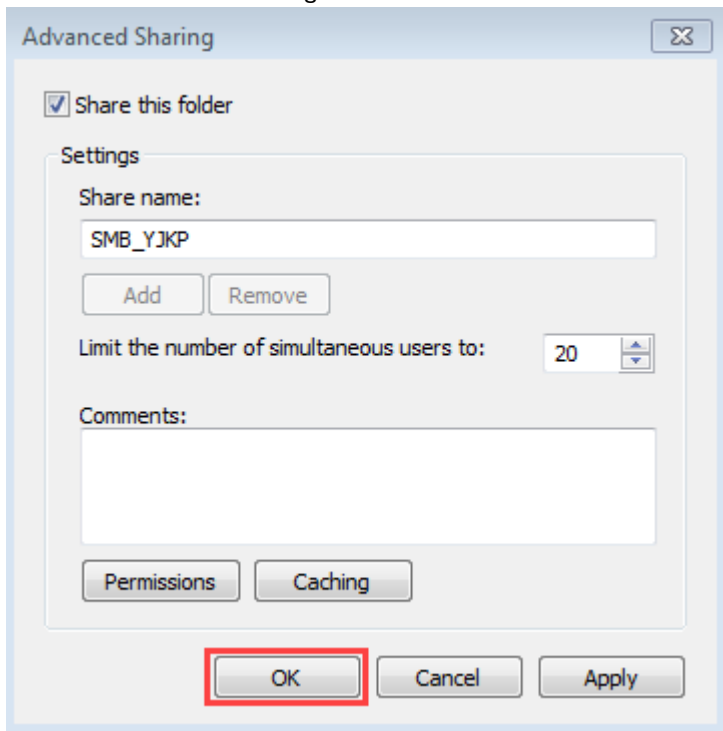 Advanced Sharing
Share this folder
Settings
Share name:
SMB_YJKP
Add Remove
Limit the number of simultaneous users to: 20
Comments:
Permissions Caching
OK Cancel Apply